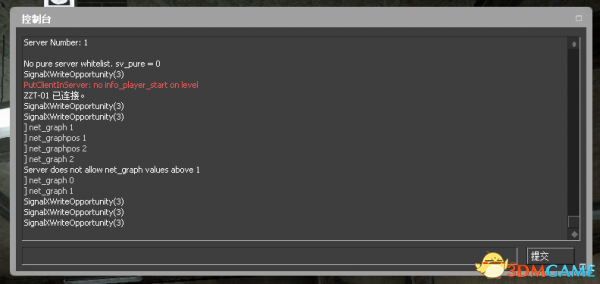 控制台
Server Number: 1
No pure server whitelist. sv_pure = 0
SignalXWriteOpportunity(3)
PutClientInServer: no info_player_start on level
ZZT-01 已连接。
SignalXWriteOpportunity(3)
SignalXWriteOpportunity(3)
] net_graph 1
] net_graphpos 1
] net_graphpos 2
] net_graph 2
Server does not allow net_graph values above 1
] net_graph 0
] net_graph 1
SignalXWriteOpportunity(3)
SignalXWriteOpportunity(3)
SignalXWriteOpportunity(3)
提交
3DMGAME